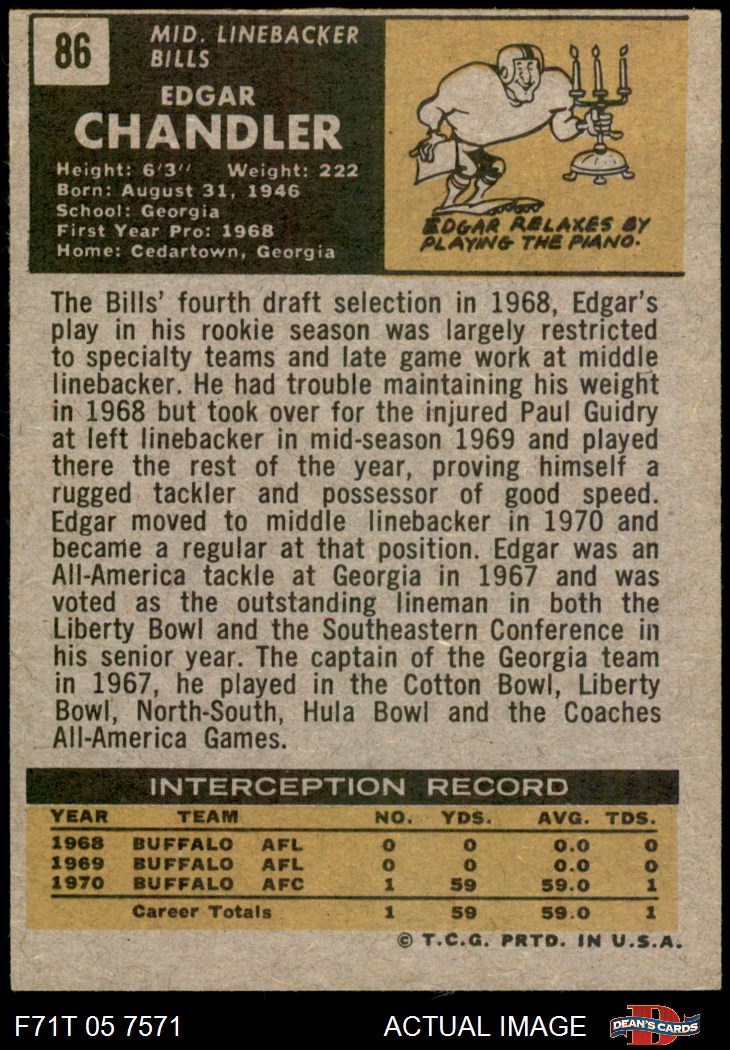 86
MID. LINEBACKER
BILLS
EDGAR
CHANDLER
Height: 6'3'' Weight: 222
Born: August 31, 1946
School: Georgia
First Year Pro: 1968
Home: Cedartown, Georgia
EDGAR RELAXES BY
PLAYING THE PIANO.
The Bills' fourth draft selection in 1968, Edgar's
play in his rookie season was largely restricted
to specialty teams and late game work at middle
linebacker. He had trouble maintaining his weight
in 1968 but took over for the injured Paul Guidry
at left linebacker in mid-season 1969 and played
there the rest of the year, proving himself a
rugged tackler and possessor of good speed.
Edgar moved to middle linebacker in 1970 and
became a regular at that position. Edgar was an
All-America tackle at Georgia in 1967 and was
voted as the outstanding lineman in both the
Liberty Bowl and the Southeastern Conference in
his senior year. The captain of the Georgia team
in 1967, he played in the Cotton Bowl, Liberty
Bowl, North-South, Hula Bowl and the Coaches
All-America Games.
INTERCEPTION RECORD
YEAR TEAM NO. YDS. AVG. TDS.
1968 BUFFALO AFL 0 0 0.0 0
1969 BUFFALO AFL 0 0 0.0 0
1970 BUFFALO AFC 1 59 59.0 1
Career Totals 1 59 59.0 1
© T.C.G. PRTD. IN U.S.A.
F71T 05 7571 ACTUAL IMAGE
D
DEAN'S CARDS